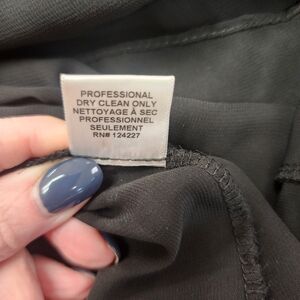 PROFESSIONAL
DRY CLEAN ONLY
NETTOYAGE À SEC
PROFESSIONNEL
SEULEMENT
RN# 124227